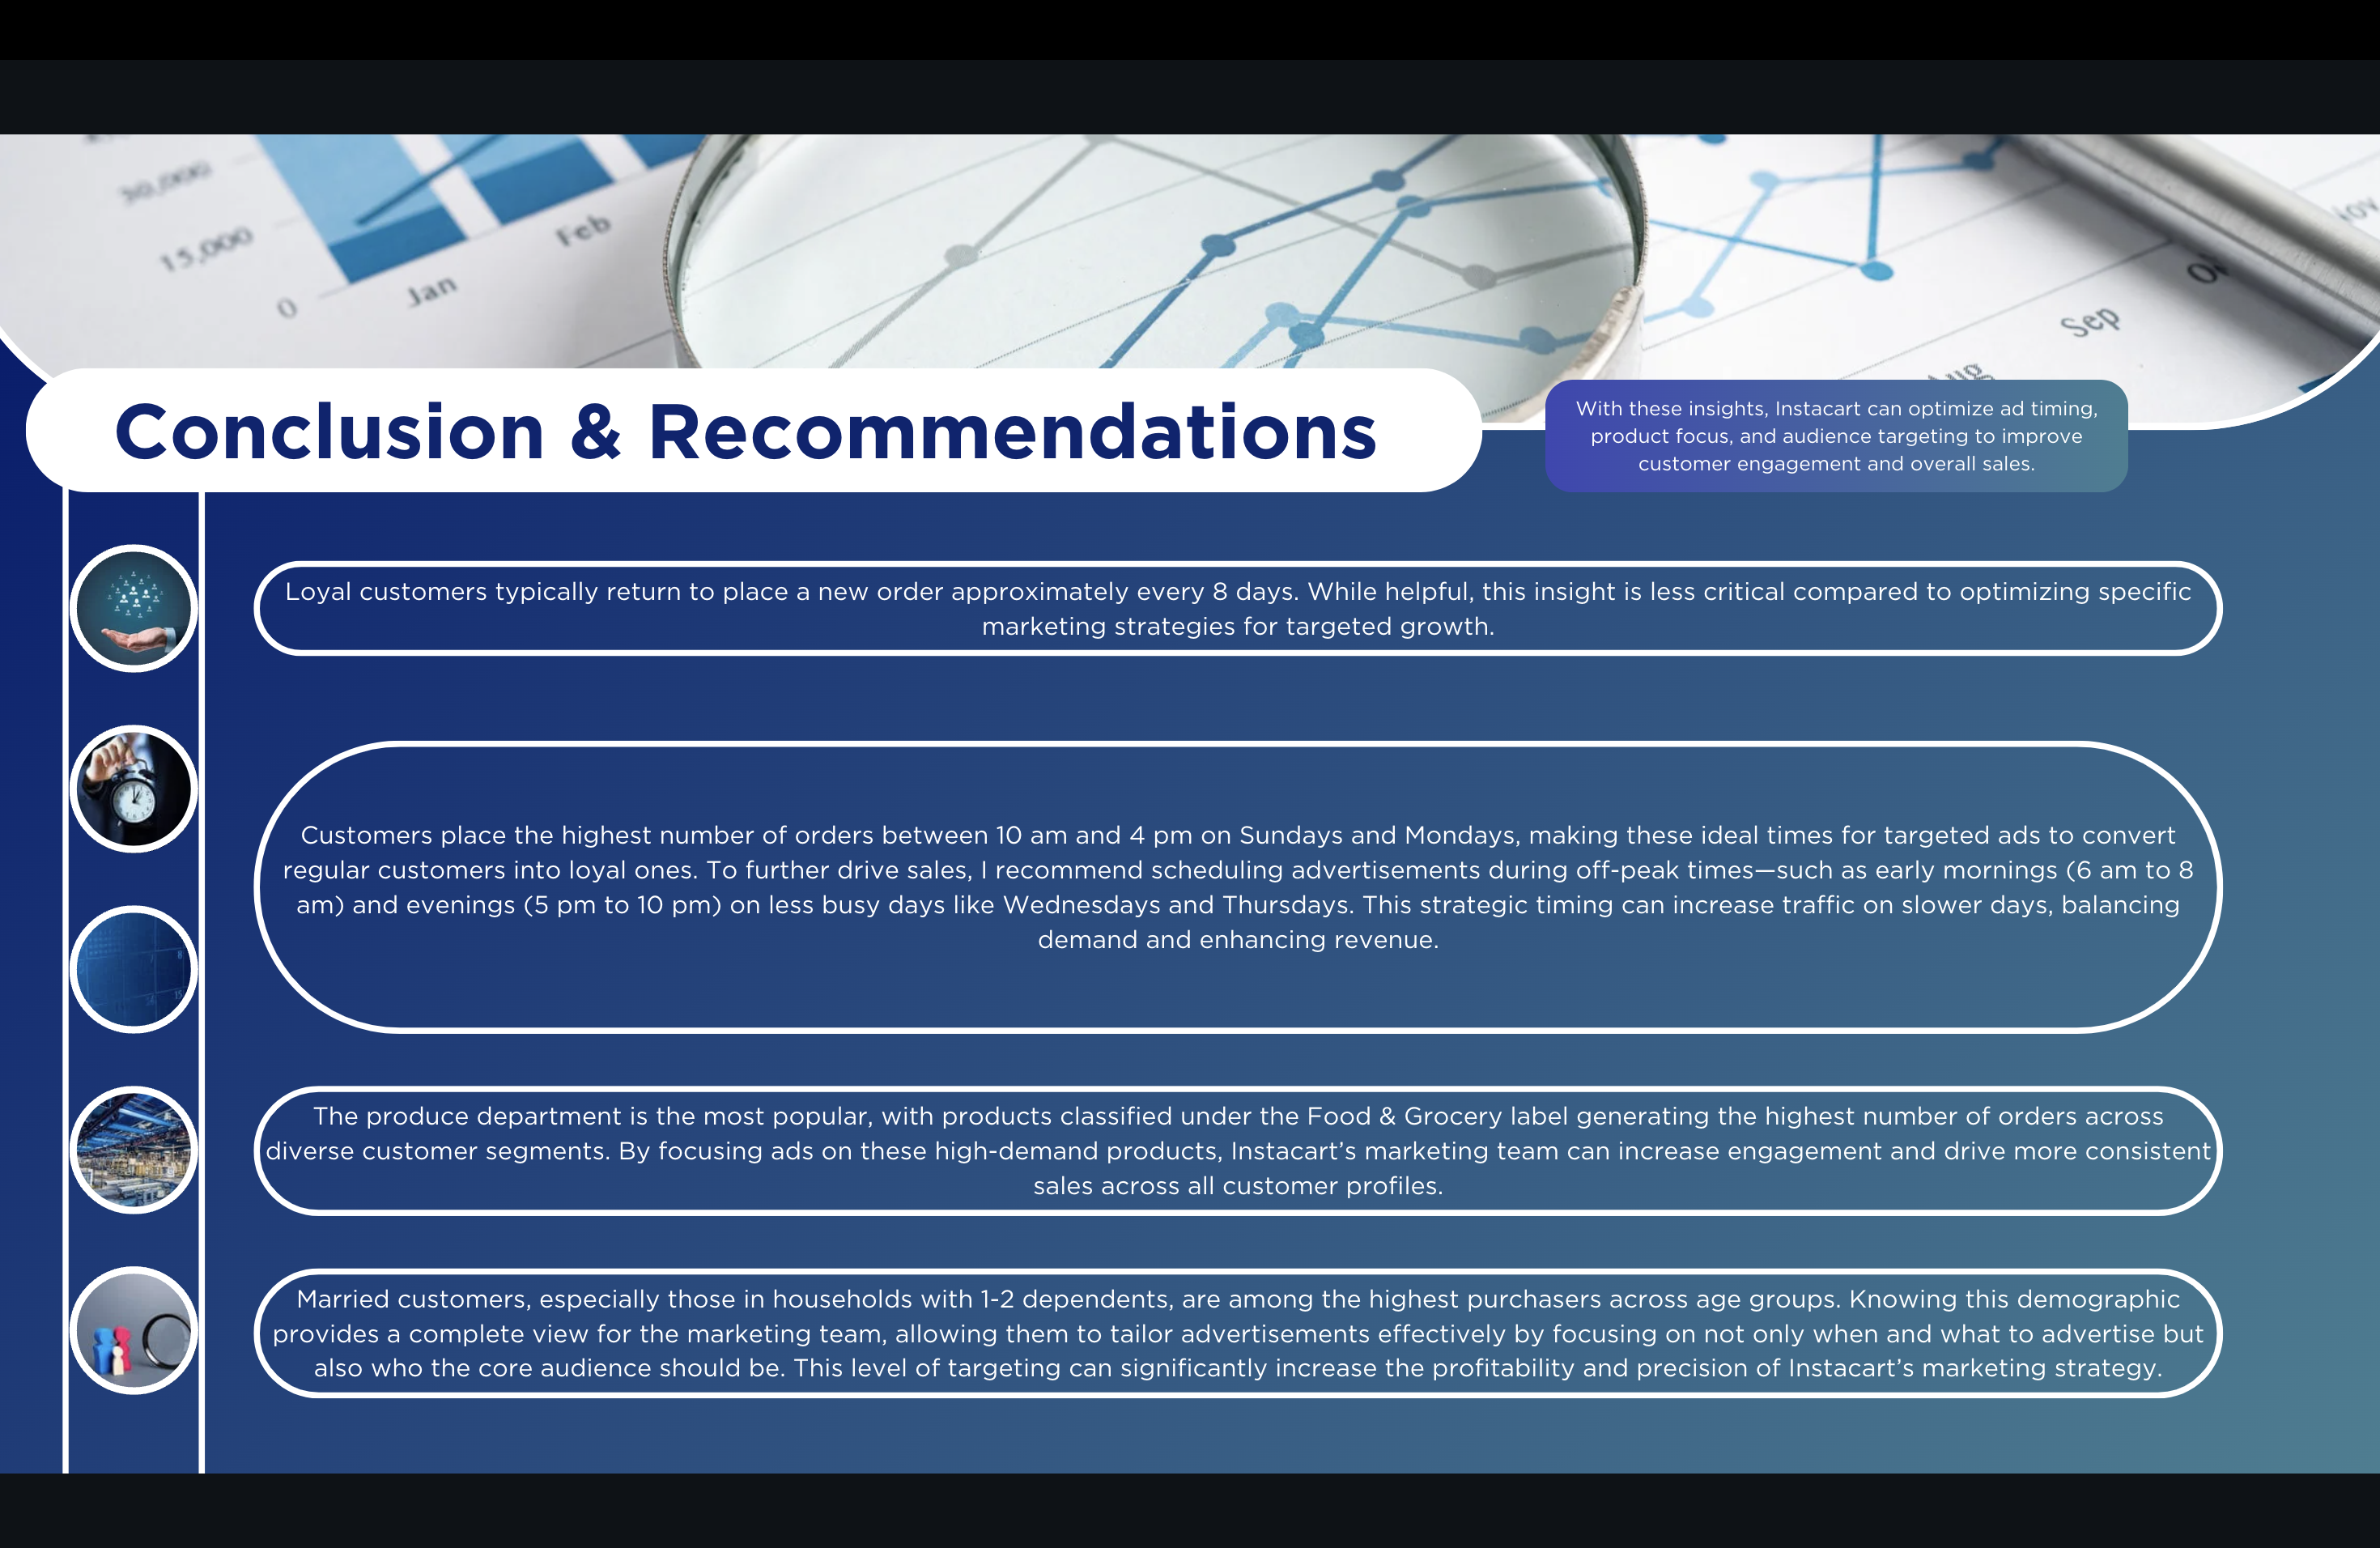 30,000
15,000
0
Jan
Feb
Sep
Conclusion & Recommendations
With these insights, Instacart can optimize ad timing,
product focus, and audience targeting to improve
customer engagement and overall sales.
Loyal customers typically return to place a new order approximately every 8 days. While helpful, this insight is less critical compared to optimizing specific
marketing strategies for targeted growth.
Customers place the highest number of orders between 10 am and 4 pm on Sundays and Mondays, making these ideal times for targeted ads to convert
regular customers into loyal ones. To further drive sales, I recommend scheduling advertisements during off-peak times—such as early mornings (6 am to 8
am) and evenings (5 pm to 10 pm) on less busy days like Wednesdays and Thursdays. This strategic timing can increase traffic on slower days, balancing
demand and enhancing revenue.
The produce department is the most popular, with products classified under the Food & Grocery label generating the highest number of orders across
diverse customer segments. By focusing ads on these high-demand products, Instacart’s marketing team can increase engagement and drive more consistent
sales across all customer profiles.
Married customers, especially those in households with 1-2 dependents, are among the highest purchasers across age groups. Knowing this demographic
provides a complete view for the marketing team, allowing them to tailor advertisements effectively by focusing on not only when and what to advertise but
also who the core audience should be. This level of targeting can significantly increase the profitability and precision of Instacart’s marketing strategy.